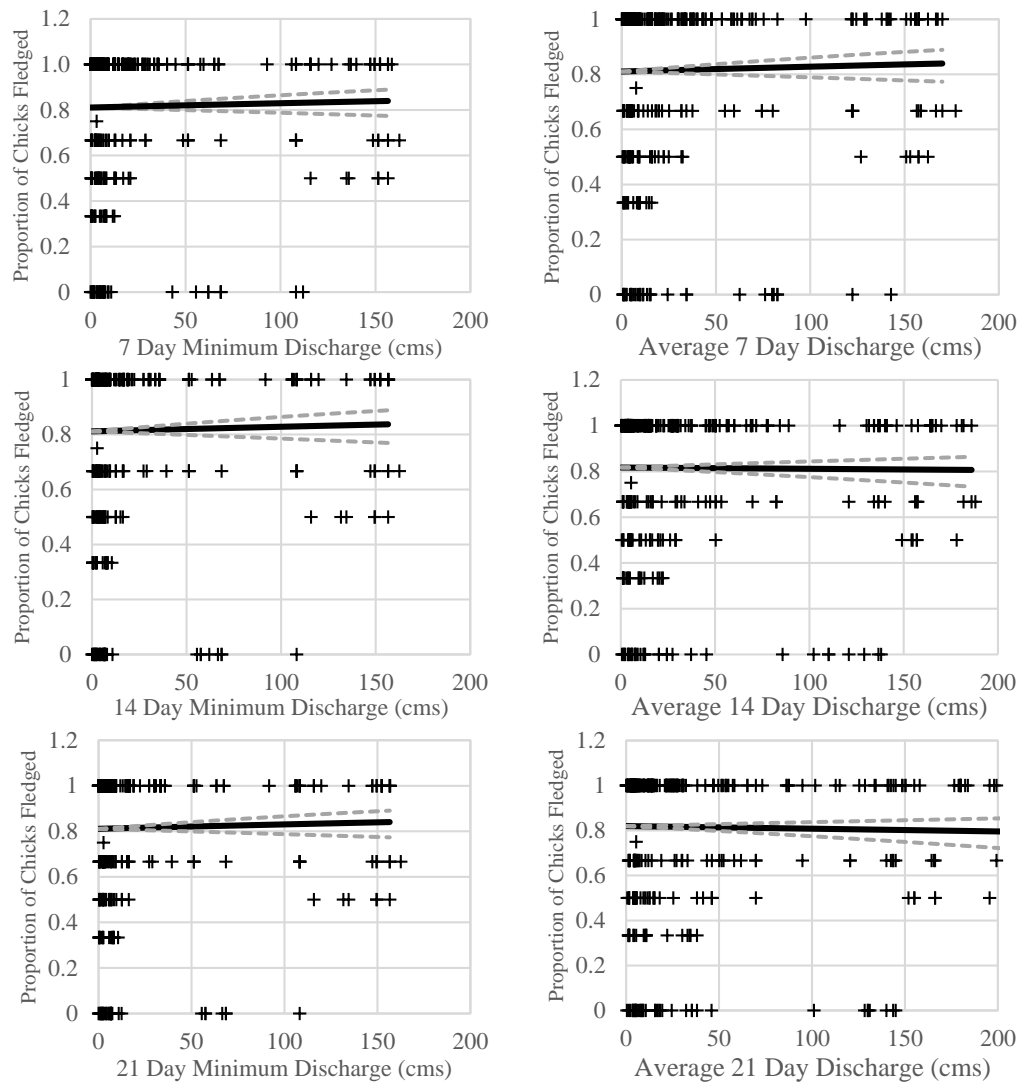 Proportion of Chicks Fledged
1.2
1.0
0.8
0.6
0.4
0.2
0
0 50 100 150 200
7 Day Minimum Discharge (cms)
Proportion of Chicks Fledged
1
0.8
0.6
0.4
0.2
0
0 50 100 150 200
Average 7 Day Discharge (cms)
Proportion of Chicks Fledged
1
0.8
0.6
0.4
0.2
0
0 50 100 150 200
14 Day Minimum Discharge (cms)
Propprtion of Chicks Fledged
1.2
1
0.8
0.6
0.4
0.2
0
0 50 100 150 200
Average 14 Day Discharge (cms)
Proportion of Chicks Fledged
1.2
1
0.8
0.6
0.4
0.2
0
0 50 100 150 200
21 Day Minimum Discharge (cms)
Proportion of Chicks Fledged
1.2
1
0.8
0.6
0.4
0.2
0
0 50 100 150 200
Average 21 Day Discharge (cms)